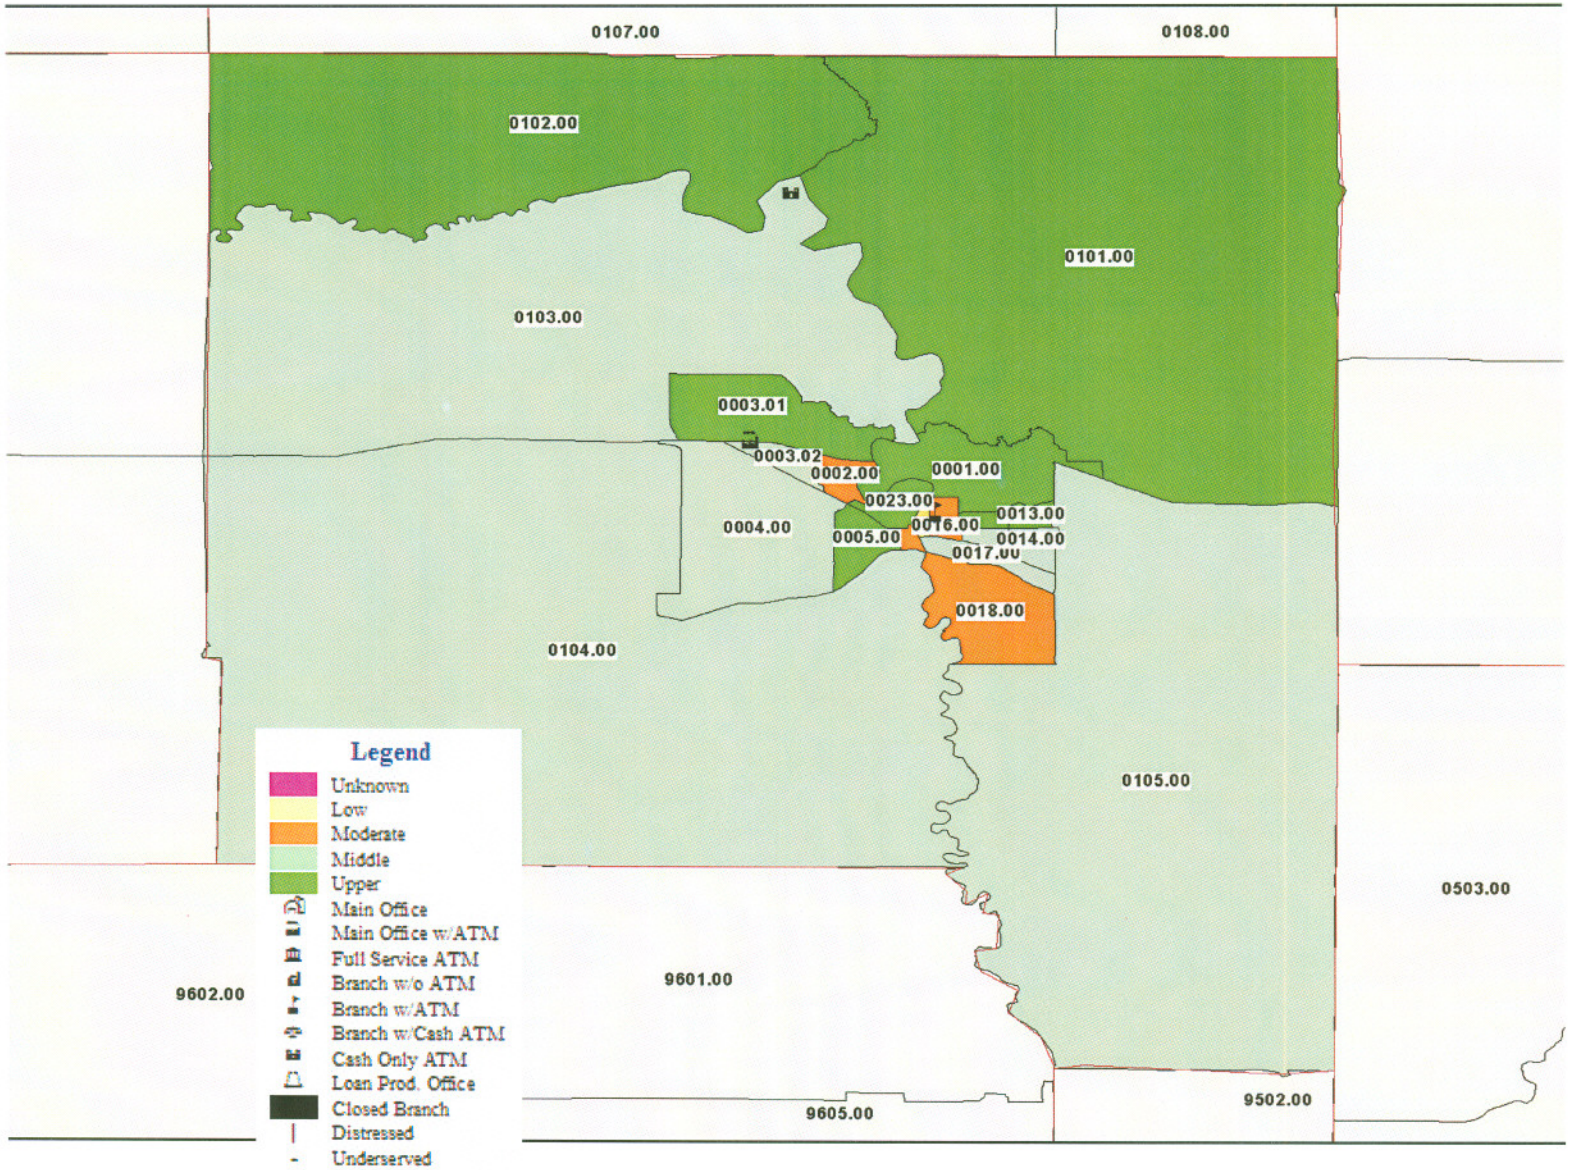 0107.00
0108.00
0102.00
0101.00
0103.00
0003.01
0003.02
0002.00
0001.00
0023.00
0013.00
0004.00
0005.00
0016.00
0014.00
0017.00
0018.00
0104.00
0105.00
0503.00
9602.00
9601.00
9605.00
9502.00
Legend
Unknown
Low
Moderate
Middle
Upper
Main Office
Main Office w/ATM
Full Service ATM
Branch w/o ATM
Branch w/ATM
Branch w/Cash ATM
Cash Only ATM
Loan Prod. Office
Closed Branch
Distressed
Underserved